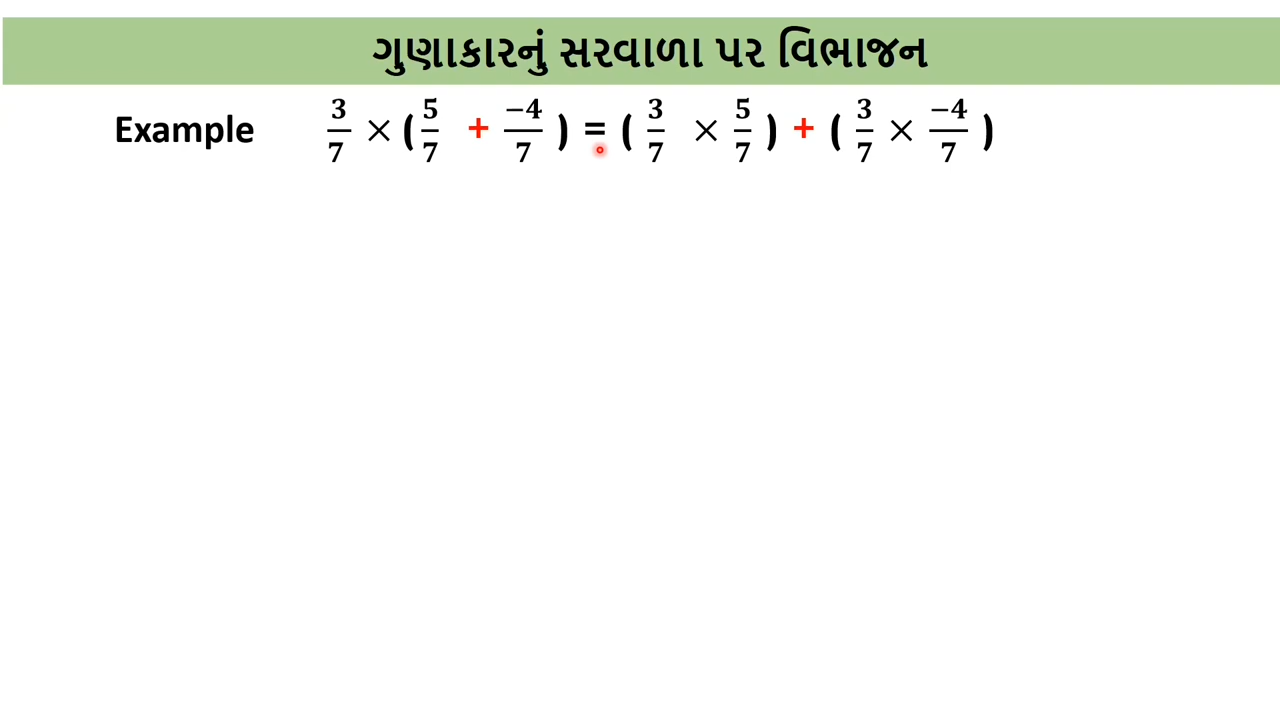 ગુણાકારનું સરવાળા પર વિભાજન
Example 3/7 × ( 5/7 + −4/7 ) = ( 3/7 × 5/7 ) + ( 3/7 × −4/7 )